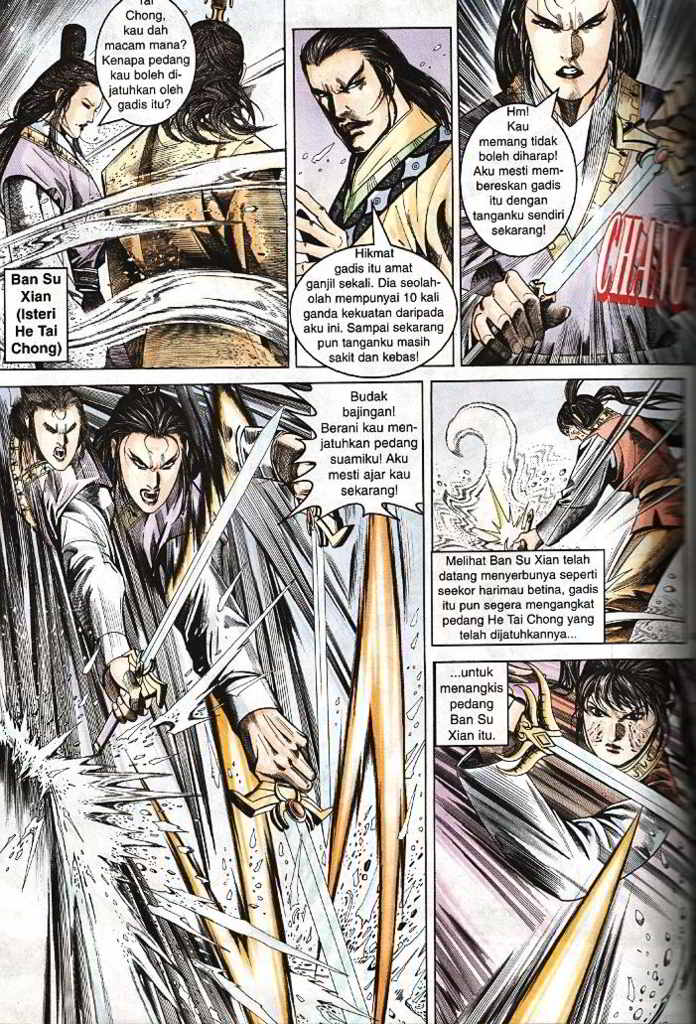 Tai
Chong,
kau dah
macam mana?
Kenapa pedang
kau boleh di-
jatuhkan oleh
gadis itu?
Ban Su
Xian
(Isteri
He Tai
Chong)
Hikmat
gadis itu amat
ganjil sekali. Dia seolah-
olah mempunyai 10 kali
ganda kekuatan daripada
aku ini. Sampai sekarang
pun tanganku masih
sakit dan kebas!
Hm!
Kau
memang tidak
boleh diharap!
Aku mesti mem-
bereskan gadis
itu dengan
tanganku sendiri
sekarang!
CHANG
Budak
bajingan!
Berani kau men-
jatuhkan pedang
suamiku! Aku
mesti ajar kau
sekarang!
Melihat Ban Su Xian telah
datang menyerbunya seperti
seekor harimau betina, gadis
itu pun segera mengangkat
pedang He Tai Chong yang
telah dijatuhkannya...
...untuk
menangkis
pedang
Ban Su
Xian itu.